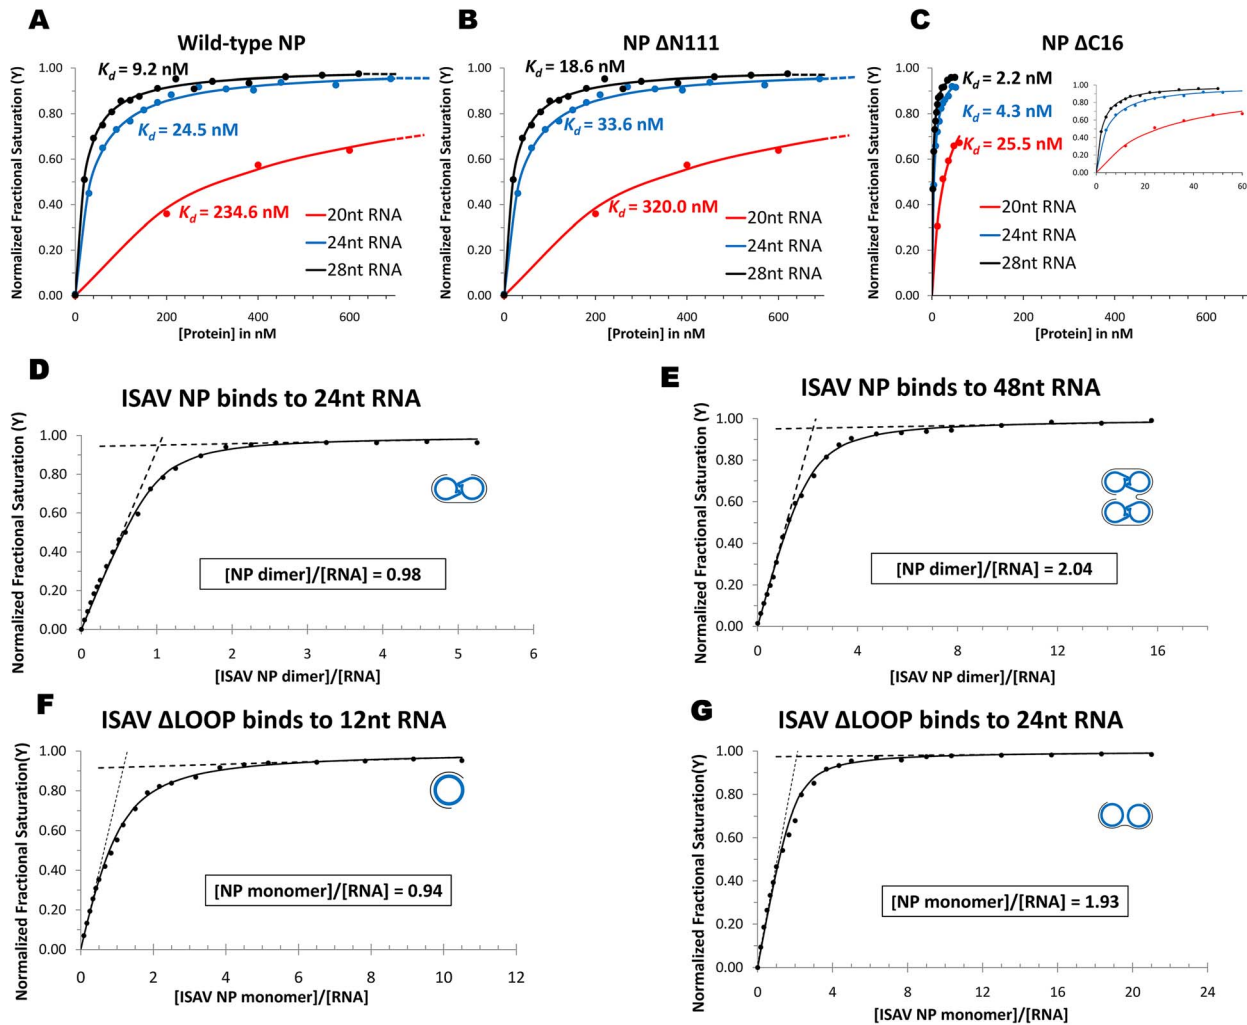 A
Wild-type NP
Normalized Fractional Saturation (Y)
1.00
0.80
0.60
0.40
0.20
0.00
Kd = 9.2 nM
Kd = 24.5 nM
Kd = 234.6 nM
20nt RNA
24nt RNA
28nt RNA
0 200 400 600
[Protein] in nM
B
NP ΔN111
Normalized Fractional Saturation (Y)
1.00
0.80
0.60
0.40
0.20
0.00
Kd = 18.6 nM
Kd = 33.6 nM
Kd = 320.0 nM
20nt RNA
24nt RNA
28nt RNA
0 200 400 600
[Protein] in nM
C
NP ΔC16
Normalized Fractional Saturation (Y)
1.00
0.80
0.60
0.40
0.20
0.00
Kd = 2.2 nM
Kd = 4.3 nM
Kd = 25.5 nM
20nt RNA
24nt RNA
28nt RNA
0 200 400 600
[Protein] in nM
1.00
0.80
0.60
0.40
0.20
0.00
0 20 40 60
D
ISAV NP binds to 24nt RNA
Normalized Fractional Saturation (Y)
1.00
0.80
0.60
0.40
0.20
0.00
[NP dimer]/[RNA] = 0.98
0 1 2 3 4 5 6
[ISAV NP dimer]/[RNA]
E
ISAV NP binds to 48nt RNA
Normalized Fractional Saturation (Y)
1.00
0.80
0.60
0.40
0.20
0.00
[NP dimer]/[RNA] = 2.04
0 4 8 12 16
[ISAV NP dimer]/[RNA]
F
ISAV ΔLOOP binds to 12nt RNA
Normalized Fractional Saturation(Y)
1.00
0.80
0.60
0.40
0.20
0.00
[NP monomer]/[RNA] = 0.94
0 2 4 6 8 10 12
[ISAV NP monomer]/[RNA]
G
ISAV ΔLOOP binds to 24nt RNA
Normalized Fractional Saturation(Y)
1.00
0.80
0.60
0.40
0.20
0.00
[NP monomer]/[RNA] = 1.93
0 4 8 12 16 20 24
[ISAV NP monomer]/[RNA]